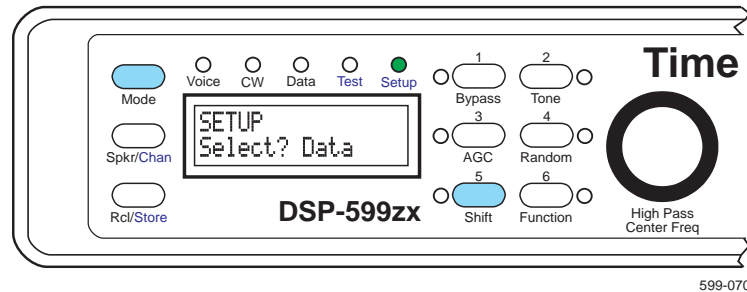 1 2 Time
Voice CW Data Test Setup
Mode Bypass Tone
SETUP
Select? Data
3 4
Spkr/Chan AGC Random
5 6
Rcl/Store DSP-599zx Shift Function
High Pass
Center Freq
599-070